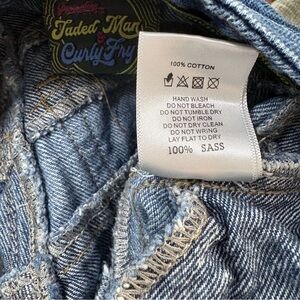 Jaded Man
&
Curly Fry
100% COTTON
HAND WASH
DO NOT BLEACH
DO NOT TUMBLE DRY
DO NOT IRON
DO NOT DRY CLEAN
DO NOT WRING
LAY FLAT TO DRY
100% SASS